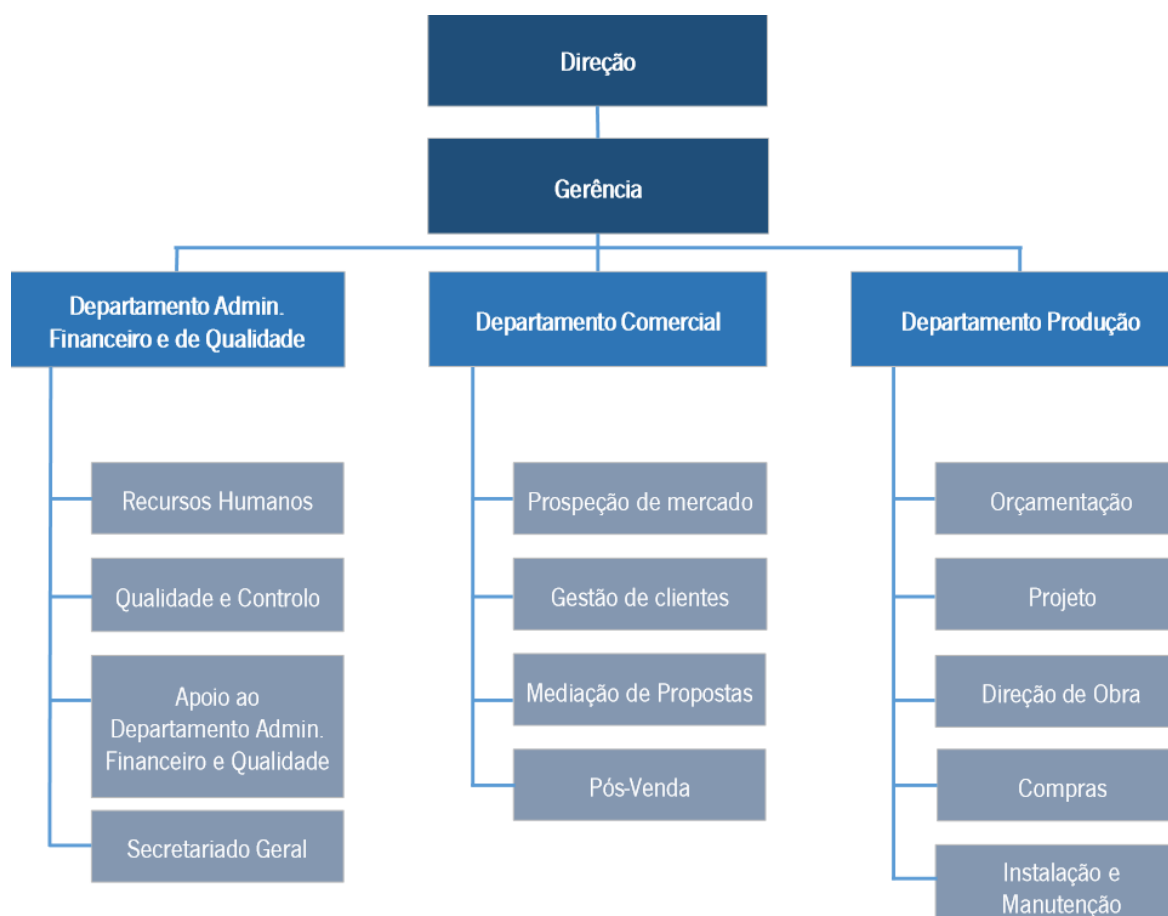 Direção
Gerência
Departamento Admin.
Financeiro e de Qualidade
Recursos Humanos
Qualidade e Controlo
Apoio ao
Departamento Admin.
Financeiro e Qualidade
Secretariado Geral
Departamento Comercial
Prospeção de mercado
Gestão de clientes
Mediação de Propostas
Pós-Venda
Departamento Produção
Orçamentação
Projeto
Direção de Obra
Compras
Instalação e
Manutenção